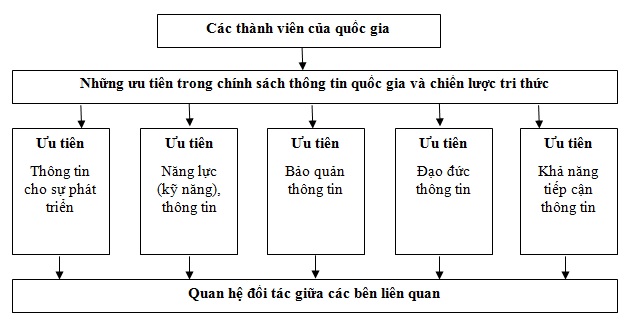 Các thành viên của quốc gia
Những ưu tiên trong chính sách thông tin quốc gia và chiến lược tri thức
Ưu tiên
Thông tin
cho sự phát
triển
Ưu tiên
Năng lực
(kỹ năng),
thông tin
Ưu tiên
Bảo quản
thông tin
Ưu tiên
Đạo đức
thông tin
Ưu tiên
Khả năng
tiếp cận
thông tin
Quan hệ đối tác giữa các bên liên quan